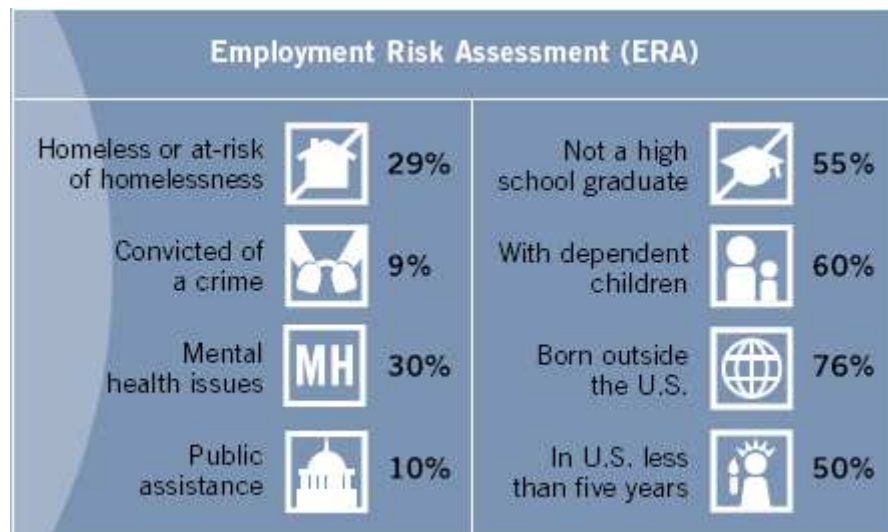 Employment Risk Assessment (ERA)
Homeless or at-risk
of homelessness
29%
Convicted of
a crime
9%
Mental
health issues
MH
30%
Public
assistance
10%
Not a high
school graduate
55%
With dependent
children
60%
Born outside
the U.S.
76%
In U.S. less
than five years
50%